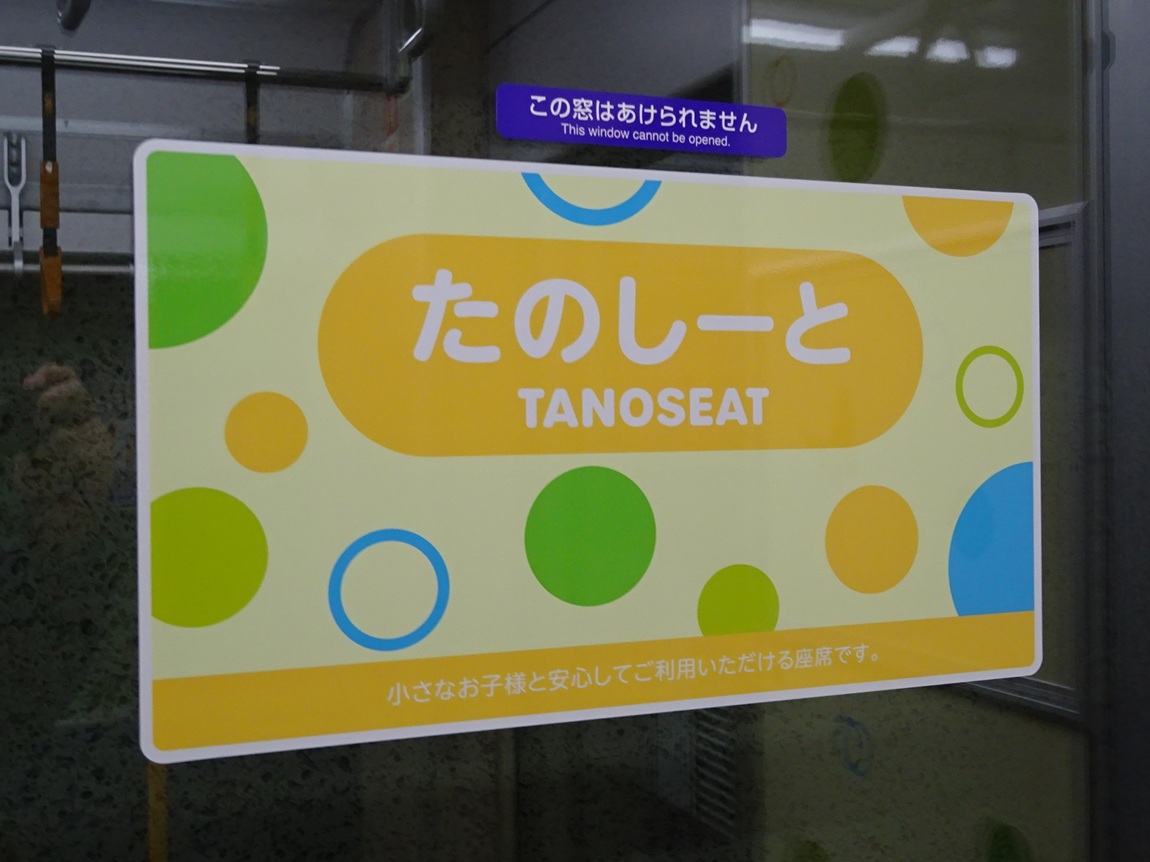 この窓はあけられません
This window cannot be opened.
たのしーと
TANOSEAT
小さなお子様と安心してご利用いただける座席です。